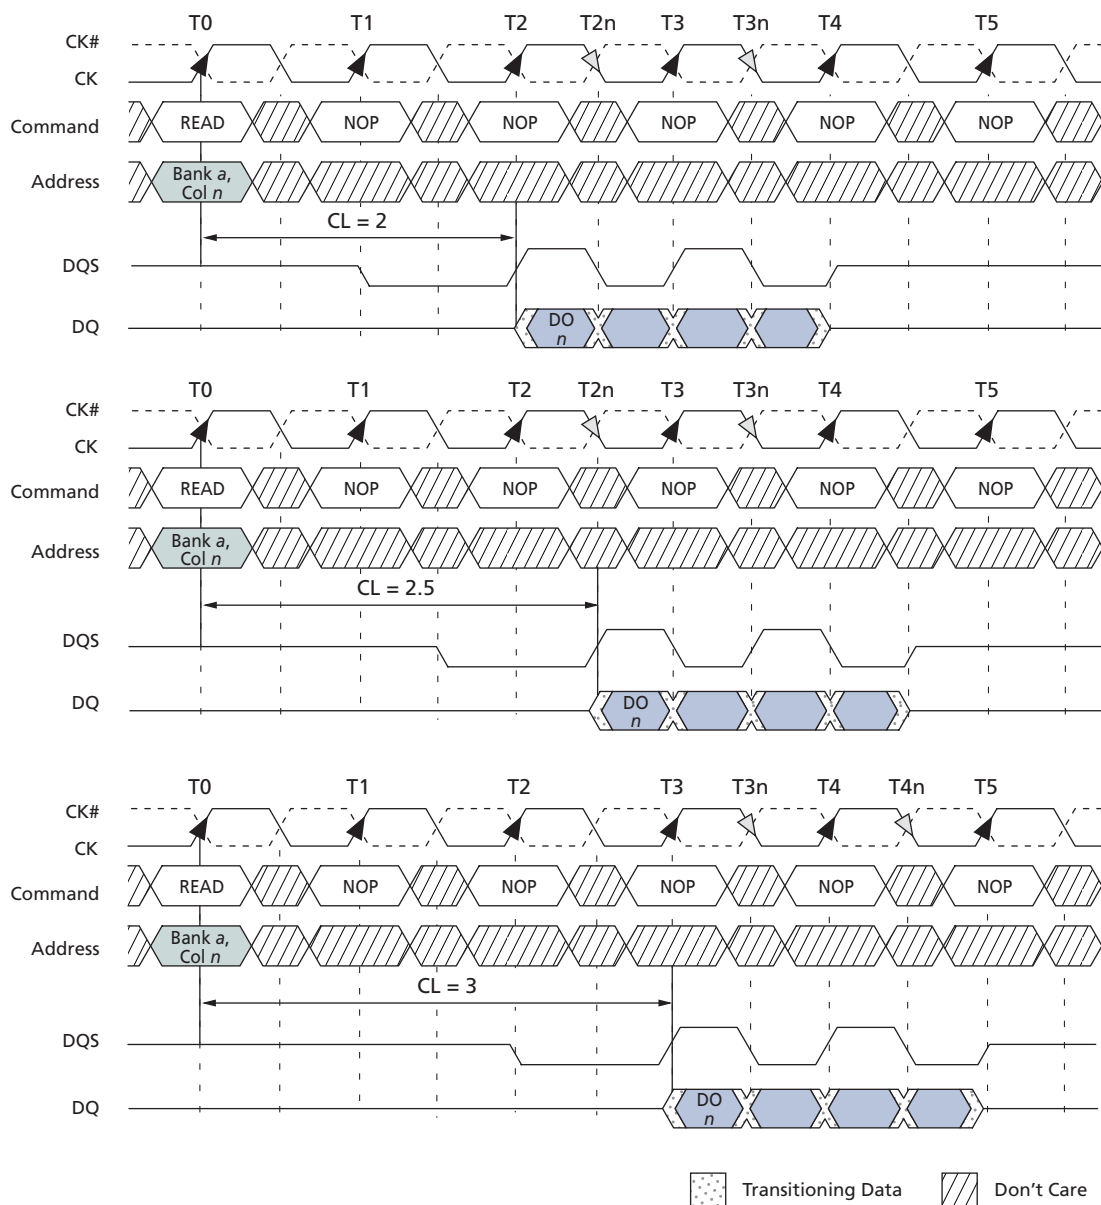 T0 T1 T2 T2n T3 T3n T4 T5
CK#
CK
Command READ NOP NOP NOP NOP NOP
Address Bank a,
Col n
CL = 2
DQS
DQ DO
n
T0 T1 T2 T2n T3 T3n T4 T5
CK#
CK
Command READ NOP NOP NOP NOP NOP
Address Bank a,
Col n
CL = 2.5
DQS
DQ DO
n
T0 T1 T2 T3 T3n T4 T4n T5
CK#
CK
Command READ NOP NOP NOP NOP NOP
Address Bank a,
Col n
CL = 3
DQS
DQ DO
n
Transitioning Data Don't Care